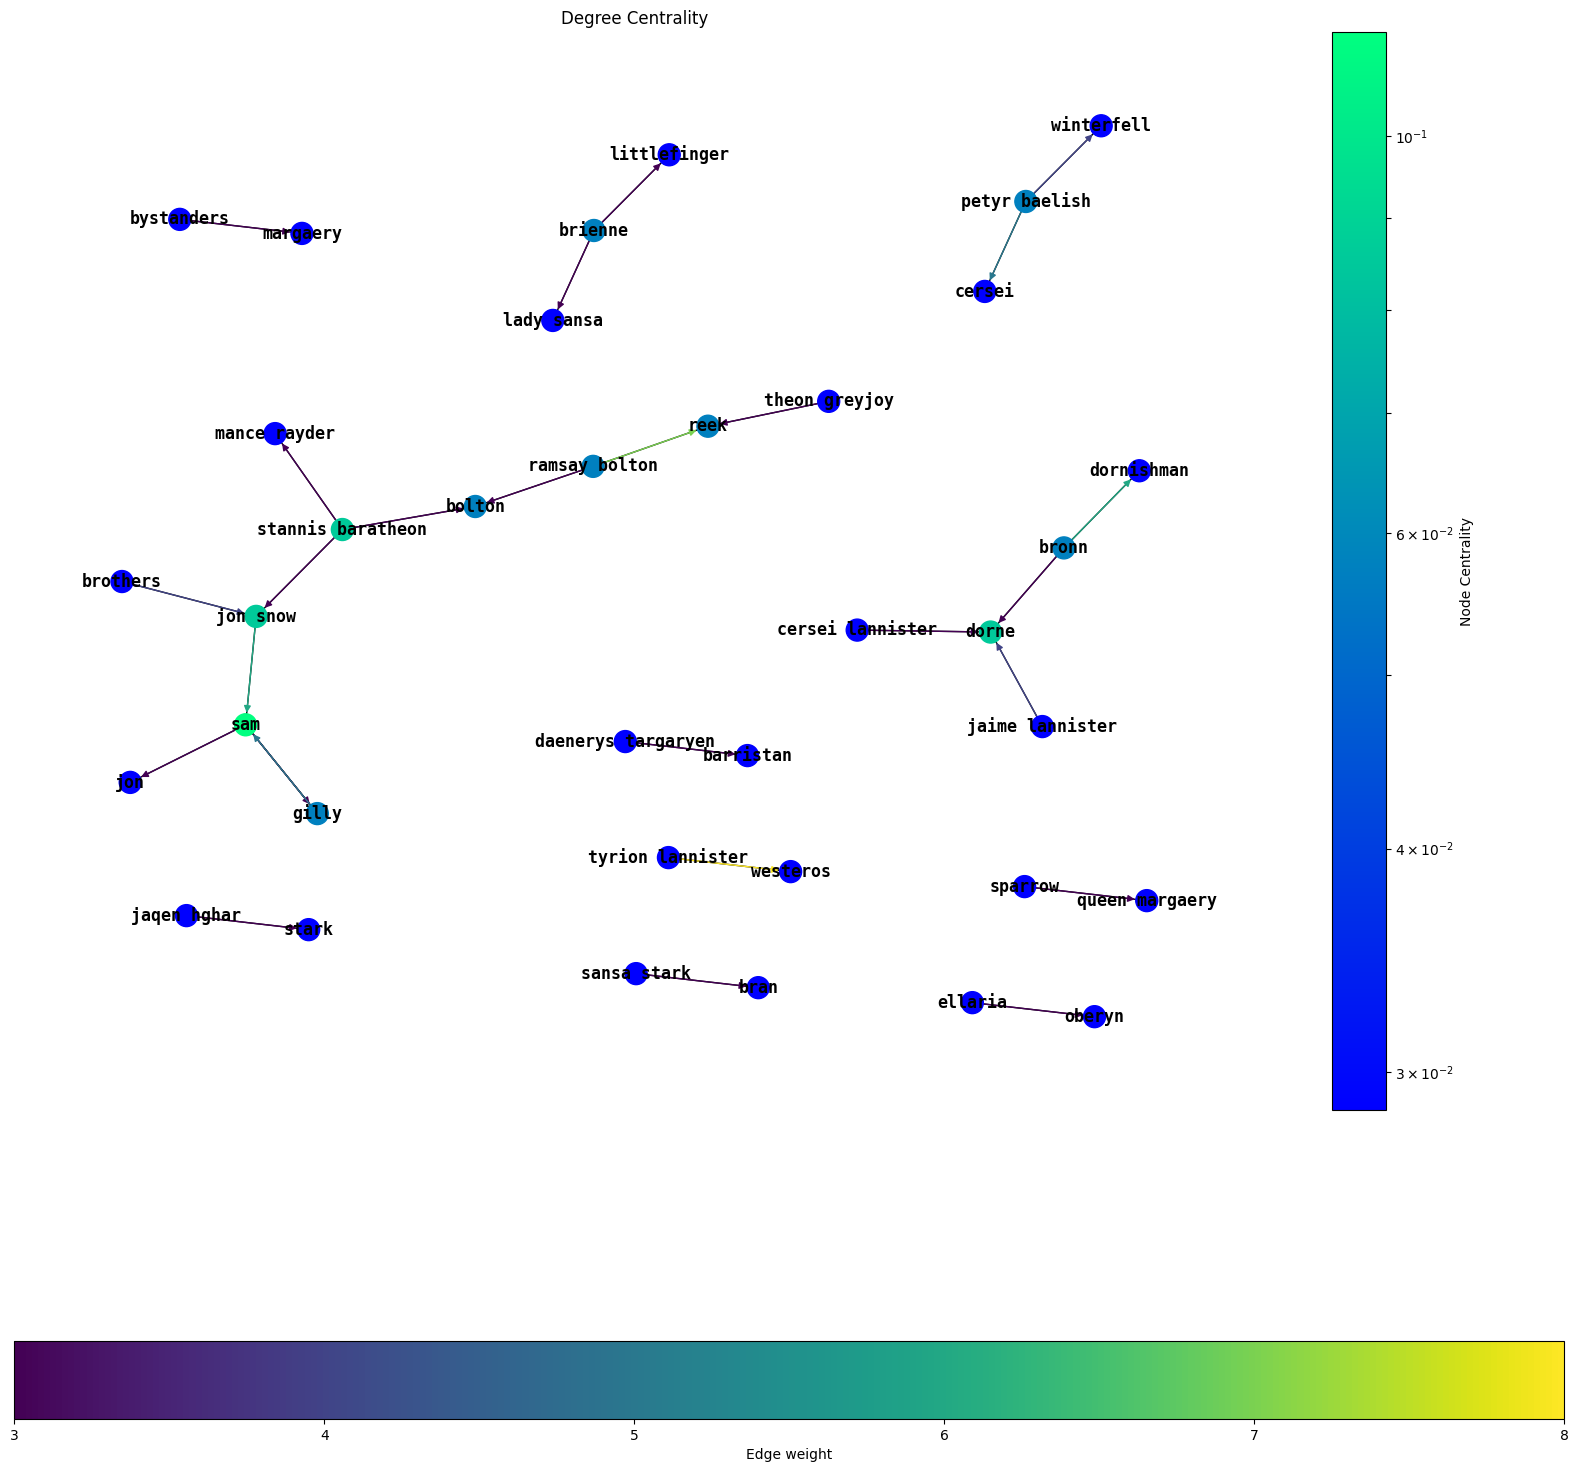 Degree Centrality
winterfell
littlefinger
petyr baelish
bystanders
brienne
margaery
cersei
lady sansa
theon greyjoy
reek
mance rayder
ramsay bolton
dornishman
bolton
stannis baratheon
bronn
brothers
jon snow
cersei lannister
dorne
sam
jaime lannister
daenerys targaryen
barristan
jon
gilly
tyrion lannister
westeros
sparrow
queen margaery
jaqen hghar
stark
sansa stark
bran
ellaria
oberyn
10⁻¹
6 × 10⁻²
4 × 10⁻²
3 × 10⁻²
Node Centrality
3 4 5 6 7 8
Edge weight